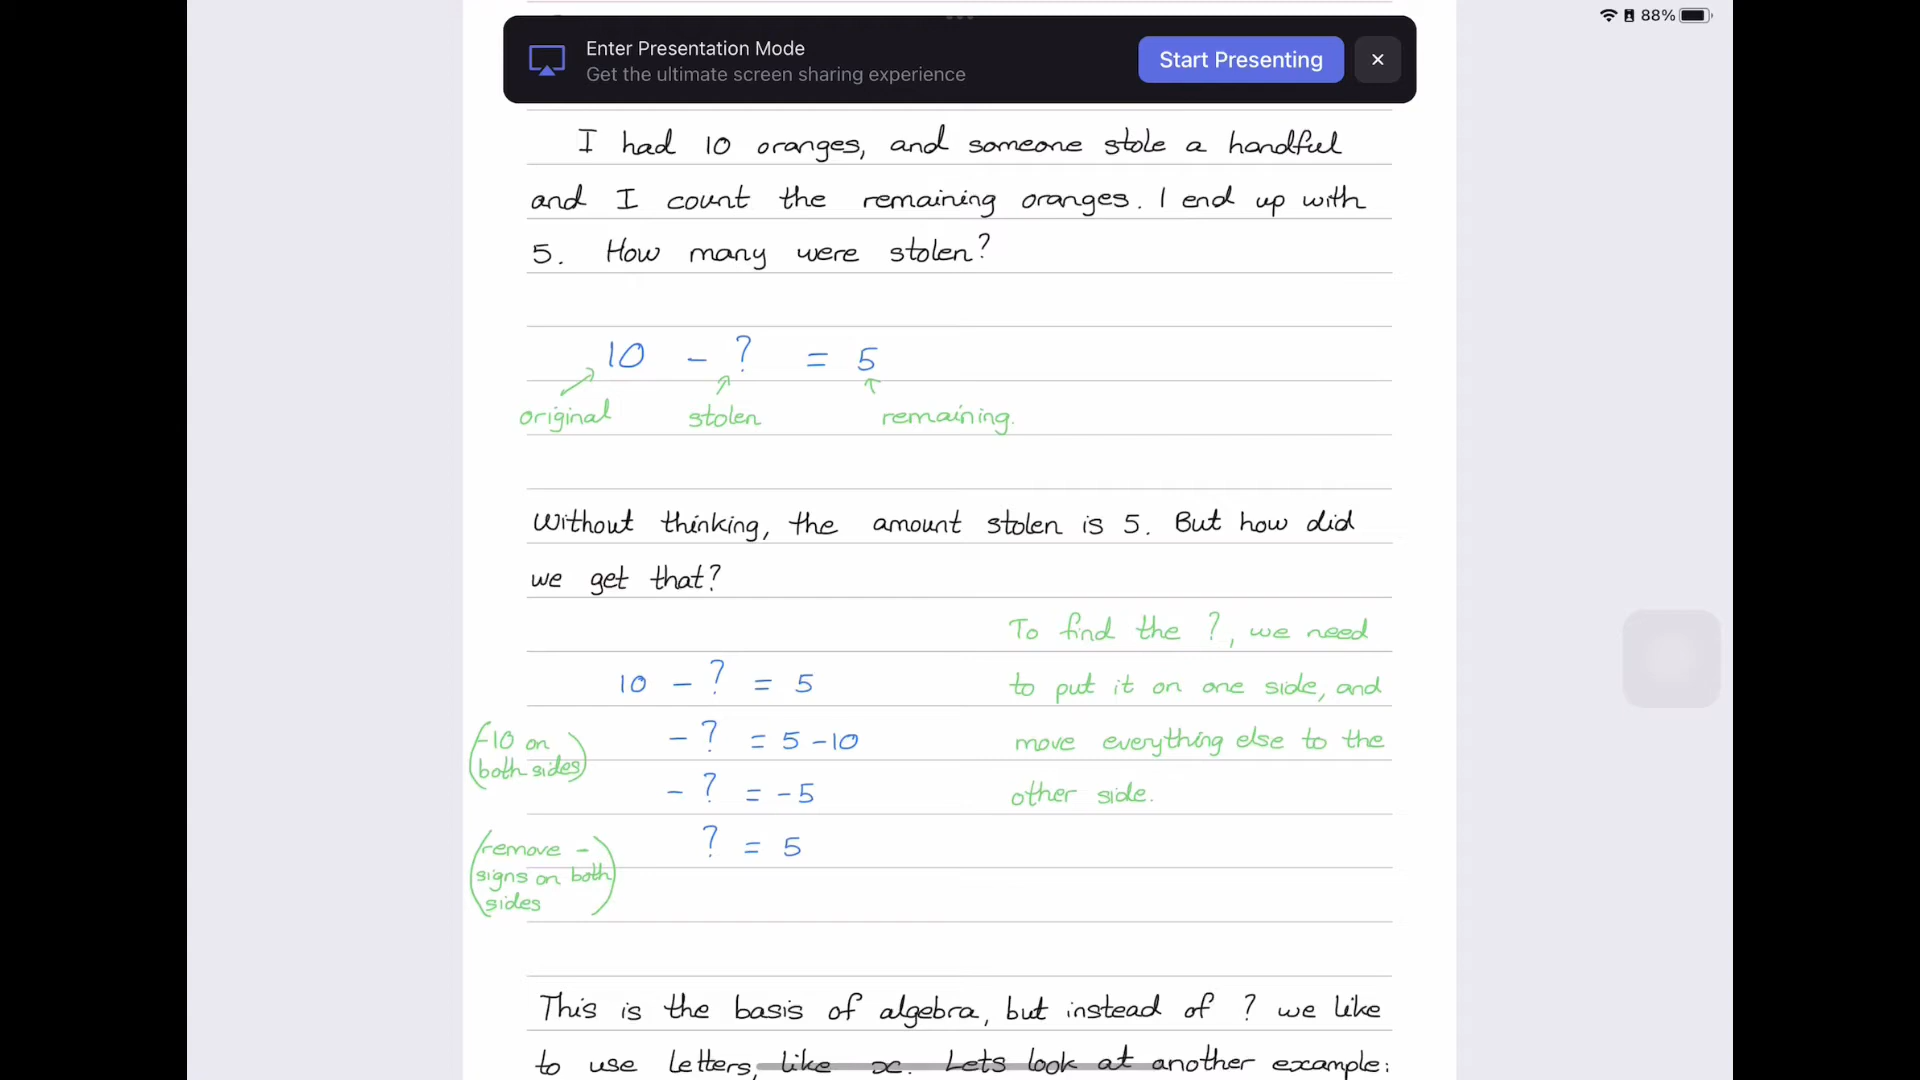 88%
Enter Presentation Mode
Get the ultimate screen sharing experience
Start Presenting
I had 10 oranges, and someone stole a handful
and I count the remaining oranges. I end up with
5. How many were stolen?
10 - ? = 5
original stolen remaining.
Without thinking, the amount stolen is 5. But how did
we get that?
To find the ?, we need
to put it on one side, and
move everything else to the
other side.
10 - ? = 5
(-10 on
both sides)
- ? = 5 -10
- ? = -5
(remove -
signs on both
sides)
? = 5
This is the basis of algebra, but instead of ? we like
to use letters, like x. Lets look at another example: